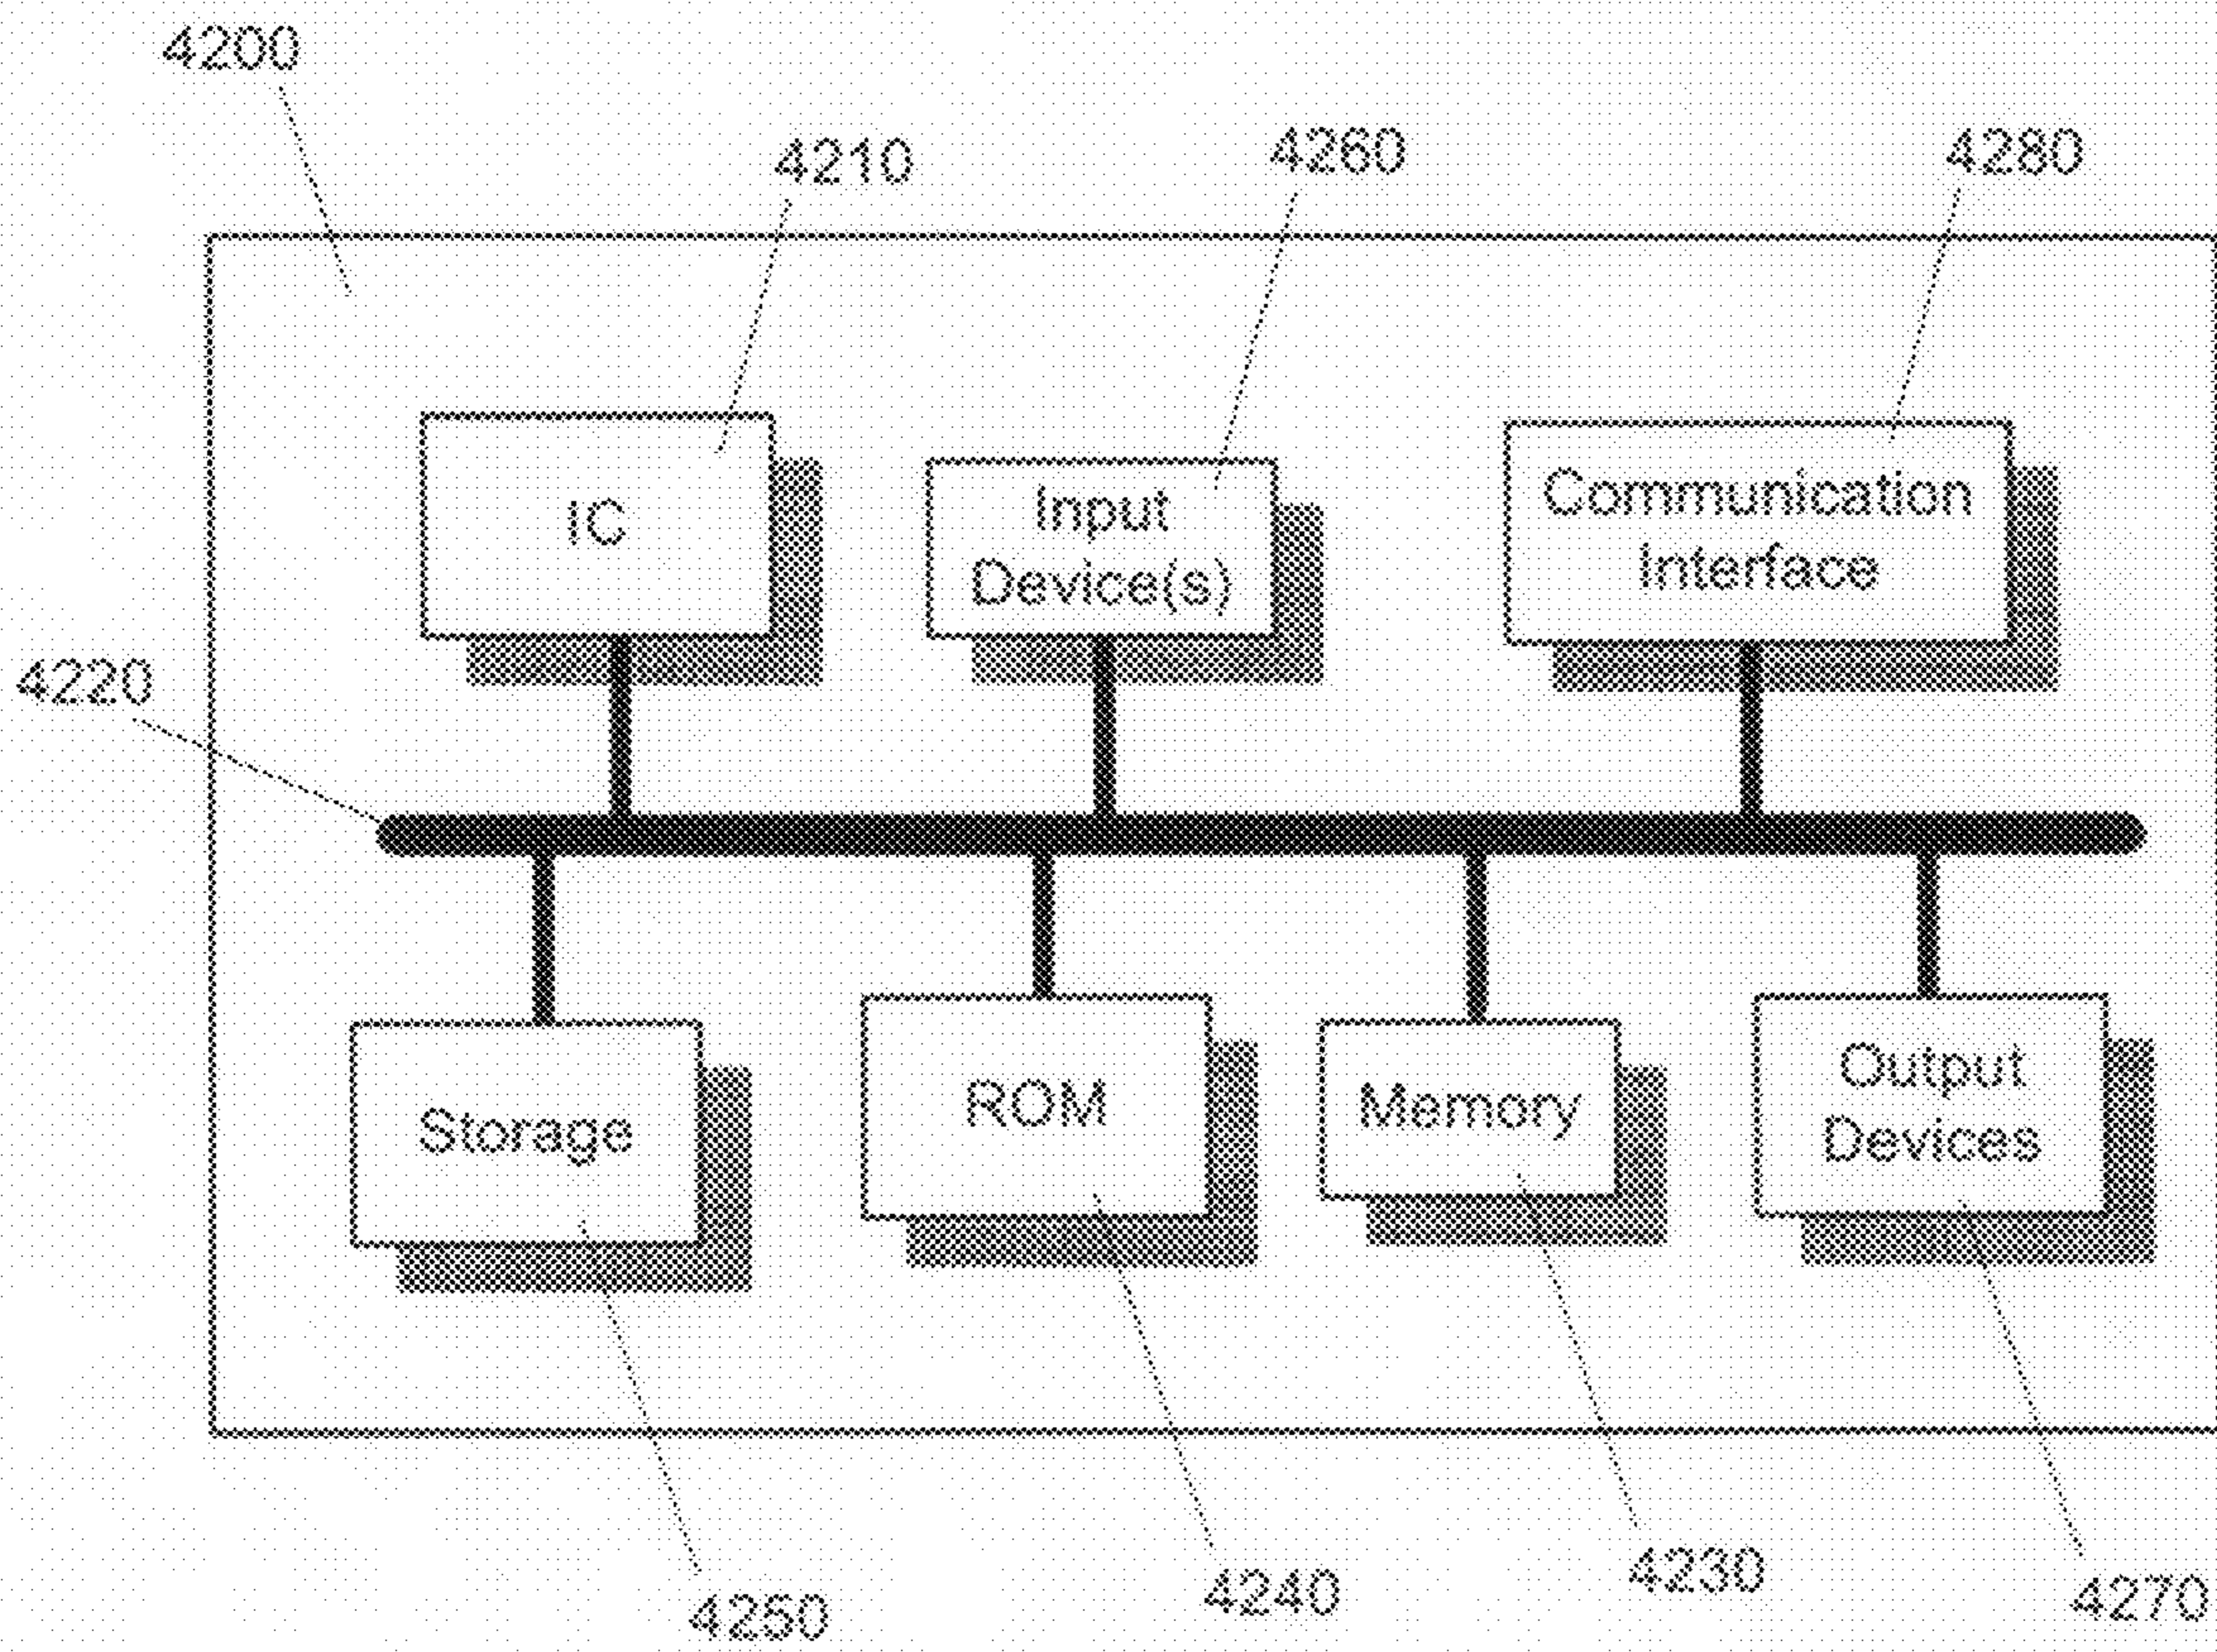 4200
4210
4260
4280
IC
Input
Device(s)
Communication
Interface
4220
Storage
ROM
Memory
Output
Devices
4250
4240
4230
4270